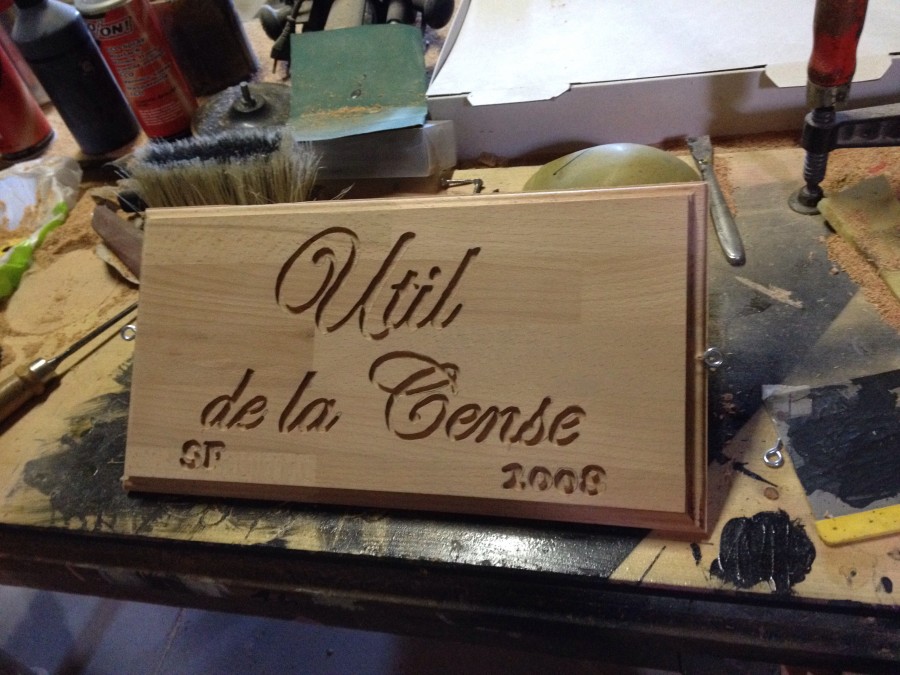 Util
de la Cense
SF 2008